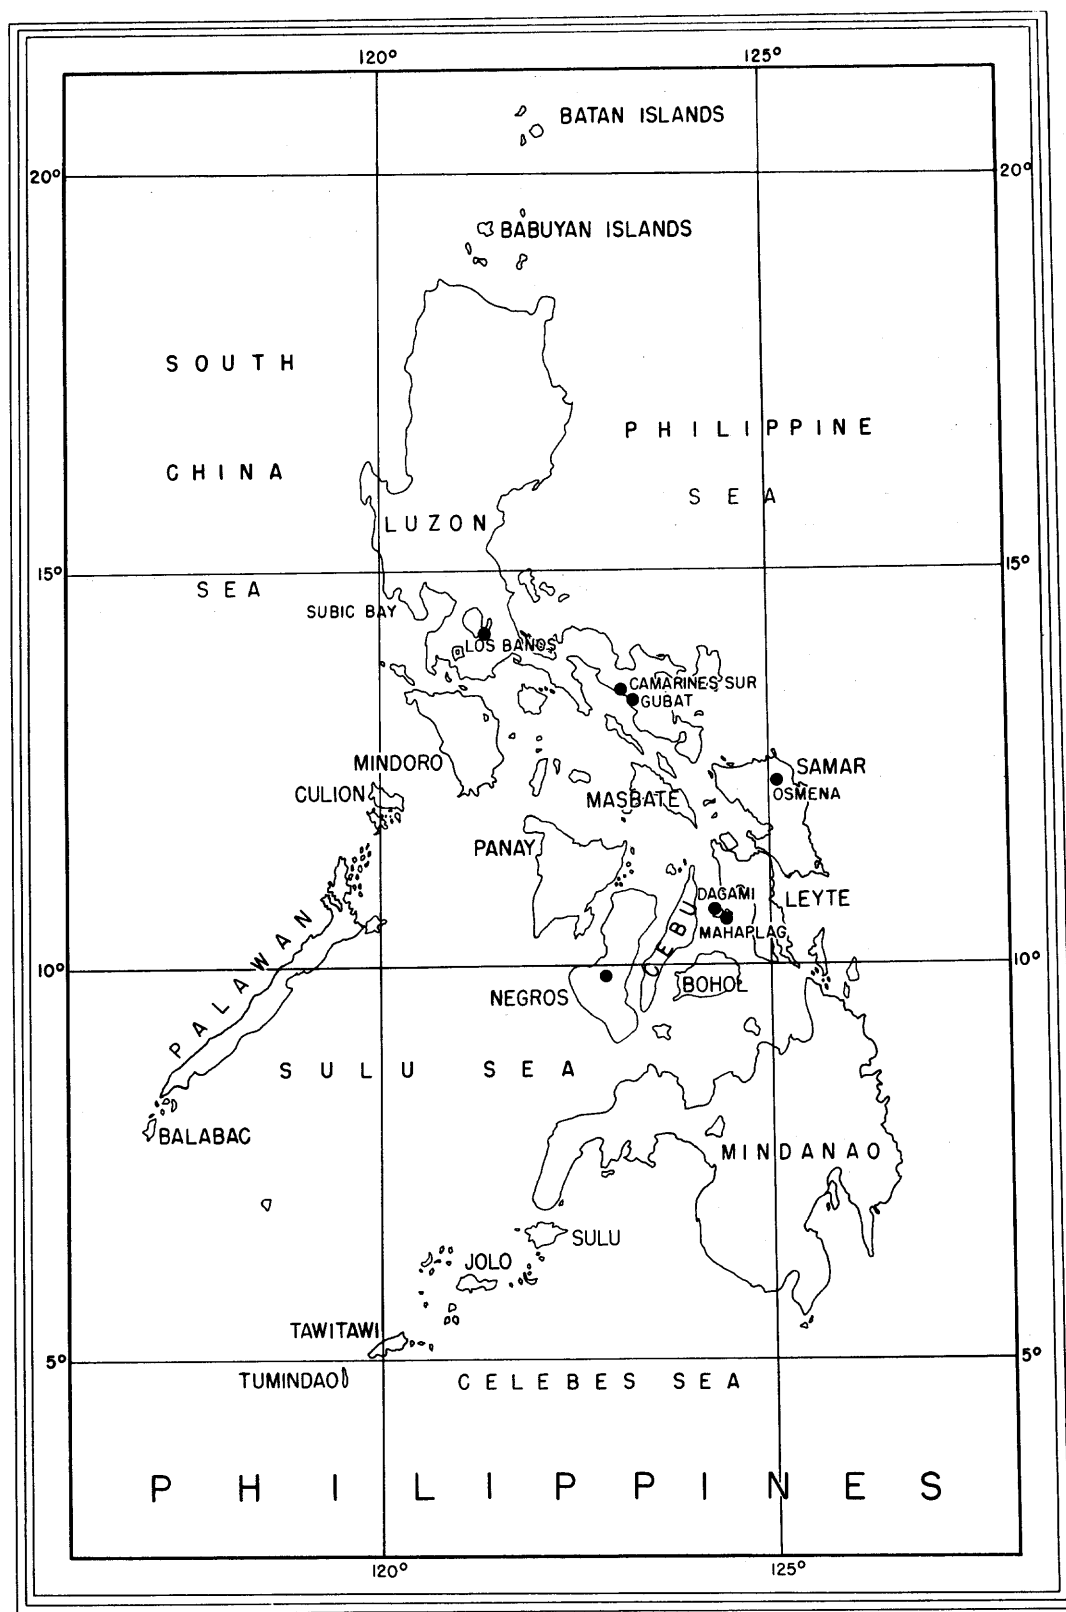 120° 125°
BATAN ISLANDS
20° 20°
BABUYAN ISLANDS
SOUTH
PHILIPPINE
CHINA
SEA
LUZON
15° 15°
SEA
SUBIC BAY
LOS BANOS
CAMARINES SUR
GUBAT
MINDORO
SAMAR
CULION
OSMENA
MASBATE
PANAY
DAGAMI
LEYTE
MAHAPLAG
CEBU
PALAWAN
10° 10°
BOHOL
NEGROS
SULU SEA
BALABAC
MINDANAO
SULU
JOLO
TAWITAWI
5° 5°
TUMINDAO
CELEBES SEA
PHILIPPINES
120° 125°